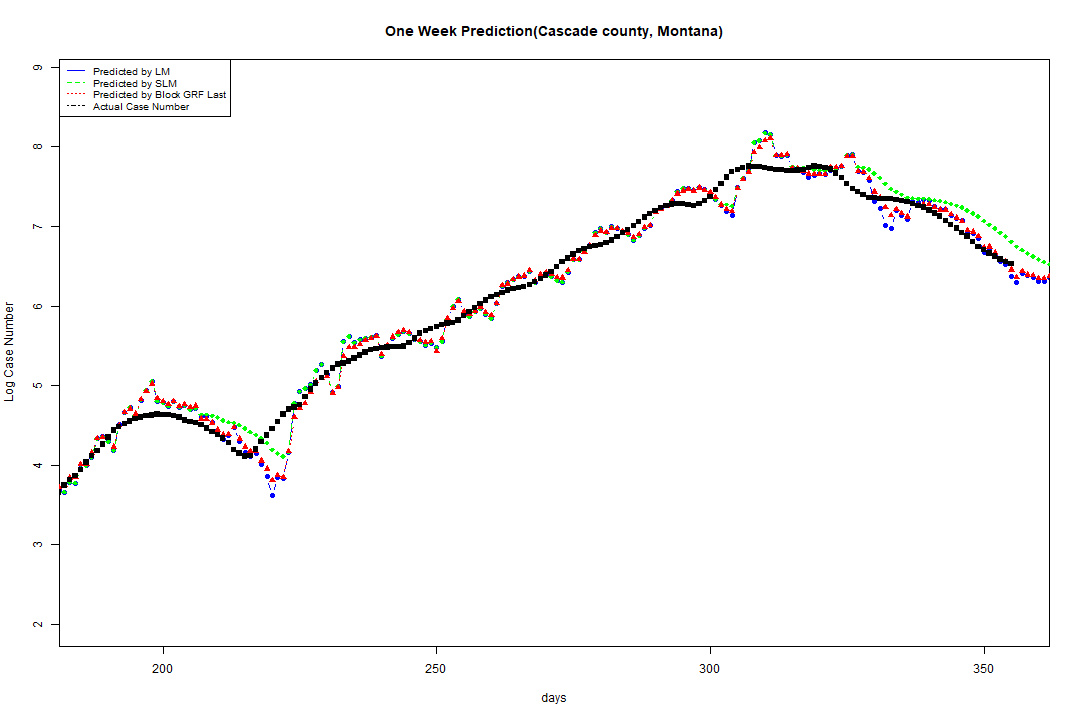 One Week Prediction(Cascade county, Montana)
Predicted by LM
Predicted by SLM
Predicted by Block GRF Last
Actual Case Number
9
8
7
6
5
4
3
2
Log Case Number
200 250 300 350
days